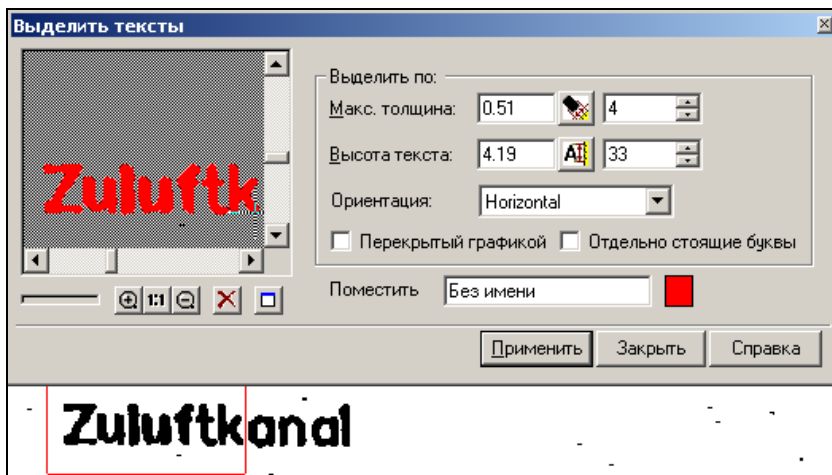 Выделить тексты
Zuluftk
Выделить по:
Макс. толщина: 0.51 4
Высота текста: 4.19 33
Ориентация: Horizontal
Перекрытый графикой Отдельно стоящие буквы
1:1
Поместить Без имени
Применить Закрыть Справка
Zuluftkanal